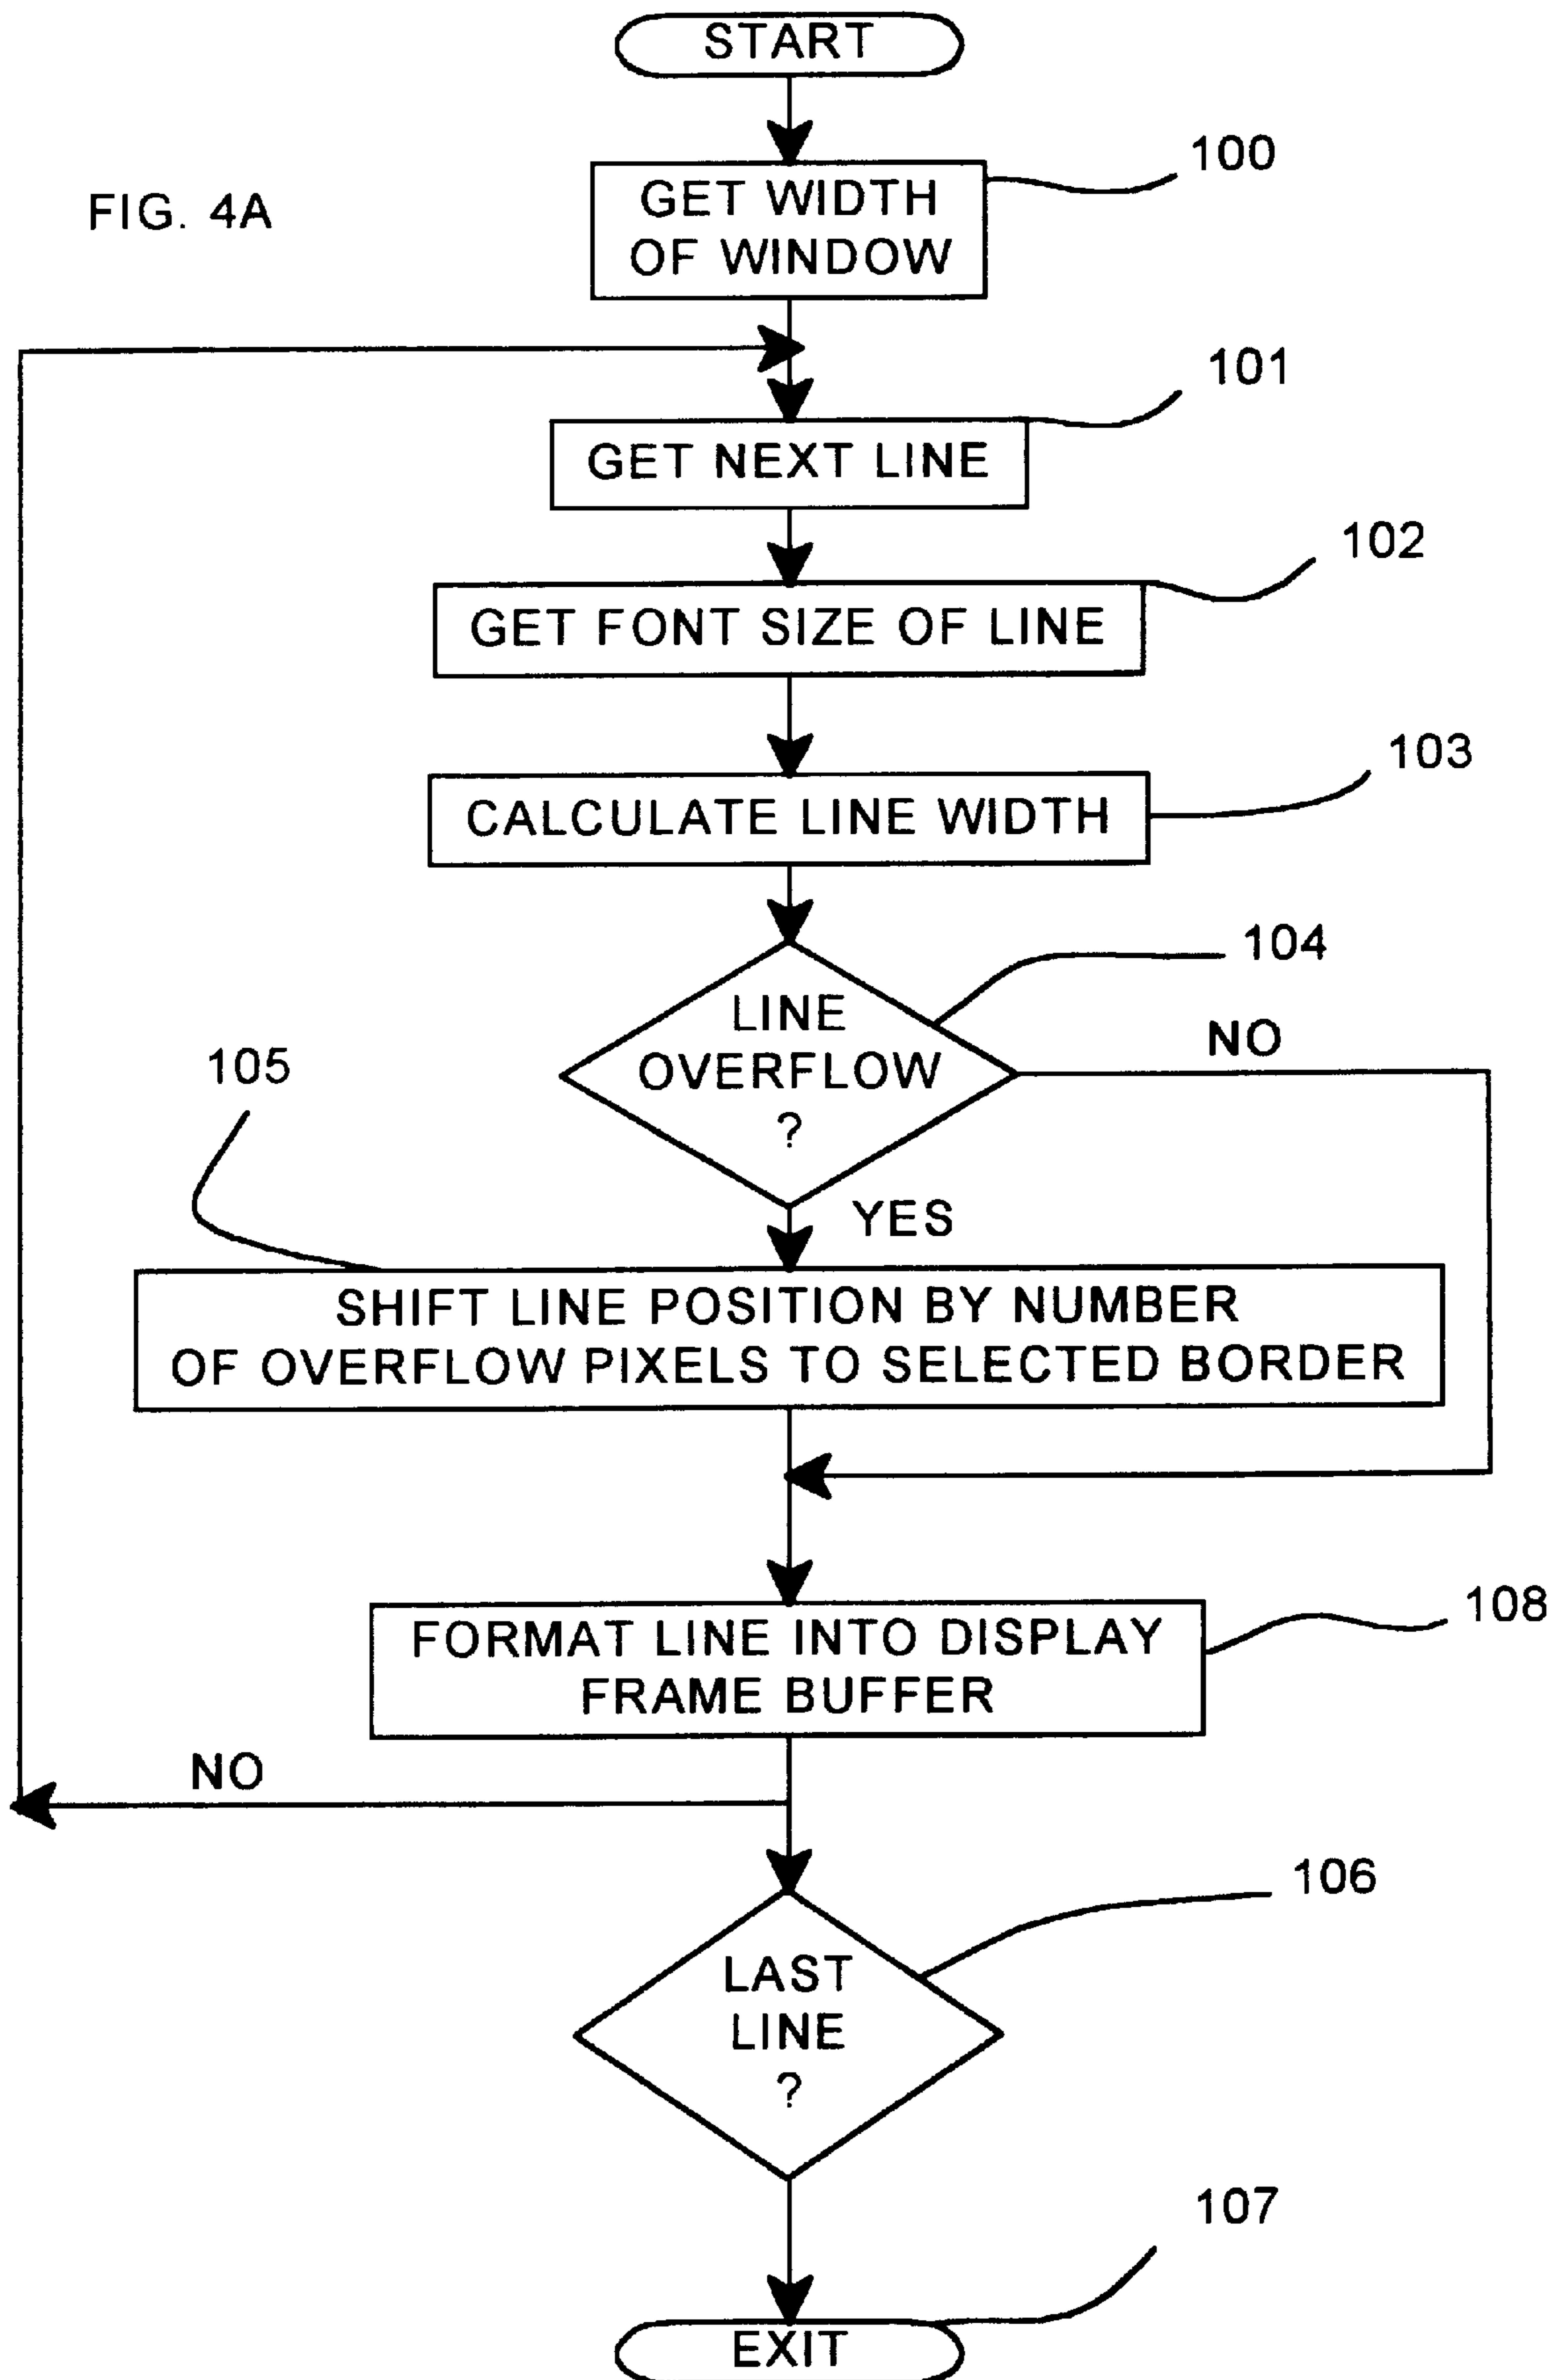 START
100
FIG. 4A
GET WIDTH
OF WINDOW
101
GET NEXT LINE
102
GET FONT SIZE OF LINE
103
CALCULATE LINE WIDTH
104
LINE
OVERFLOW
?
NO
105
YES
SHIFT LINE POSITION BY NUMBER
OF OVERFLOW PIXELS TO SELECTED BORDER
108
FORMAT LINE INTO DISPLAY
FRAME BUFFER
NO
106
LAST
LINE
?
107
EXIT